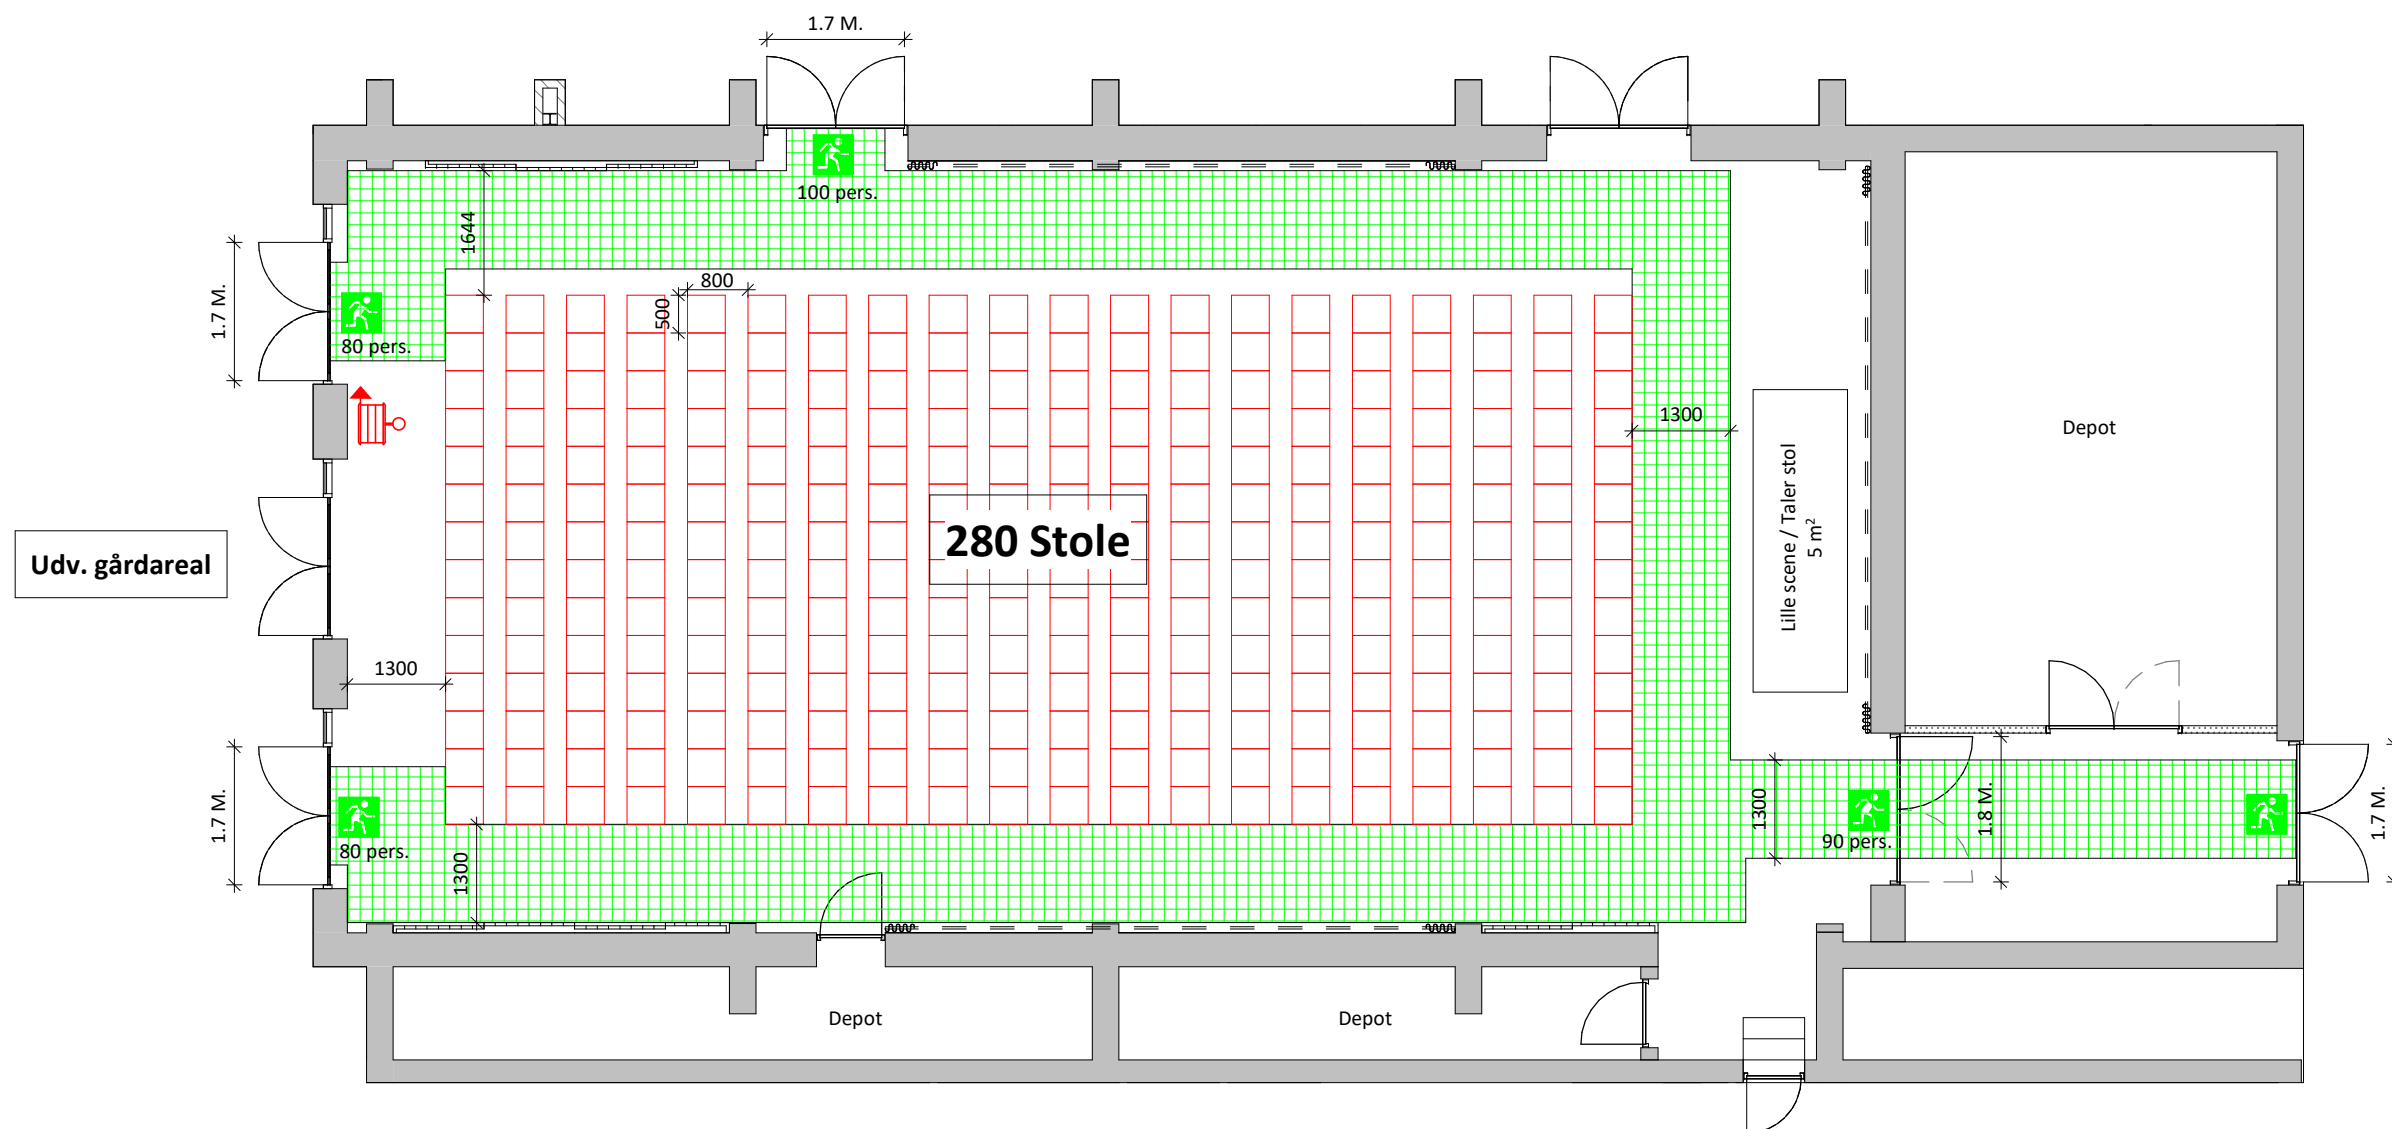 1.7 M.
100 pers.
1644
800
500
1.7 M.
80 pers.
1300
Depot
Lille scene / Taler stol
5 m²
280 Stole
Udv. gårdareal
1300
1.7 M.
80 pers.
1300
1300
90 pers.
1.8 M.
1.7 M.
Depot
Depot